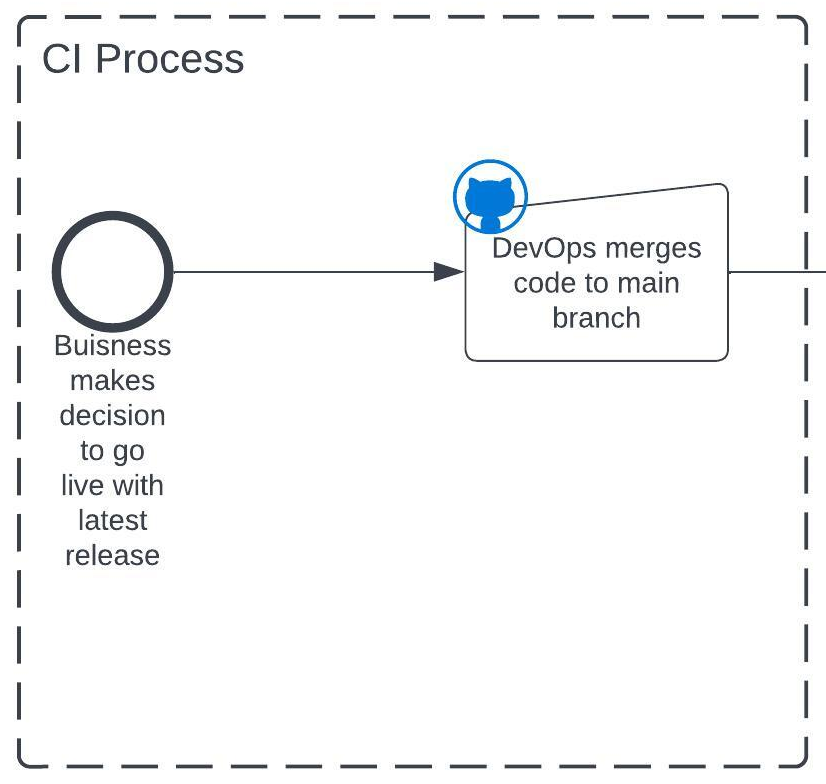 CI Process
DevOps merges
code to main
branch
Buisness
makes
decision
to go
live with
latest
release